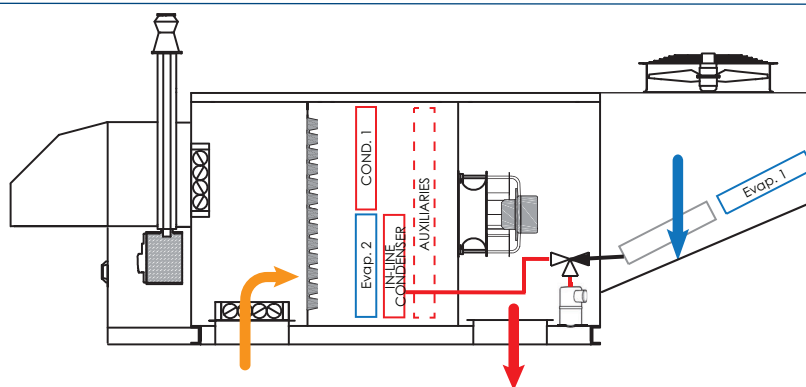 COND. 1
Evap. 2
IN-LINE
CONDENSER
AUXILIARIES
Evap. 1